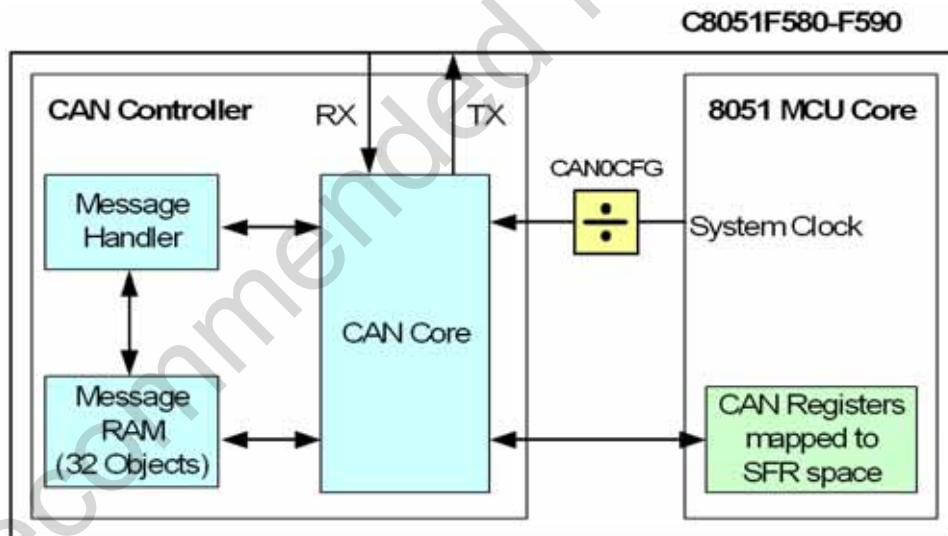 C8051F580-F590
CAN Controller
RX
TX
8051 MCU Core
CAN0CFG
Message
Handler
÷
System Clock
CAN Core
Message
RAM
(32 Objects)
CAN Registers
mapped to
SFR space
ecommended